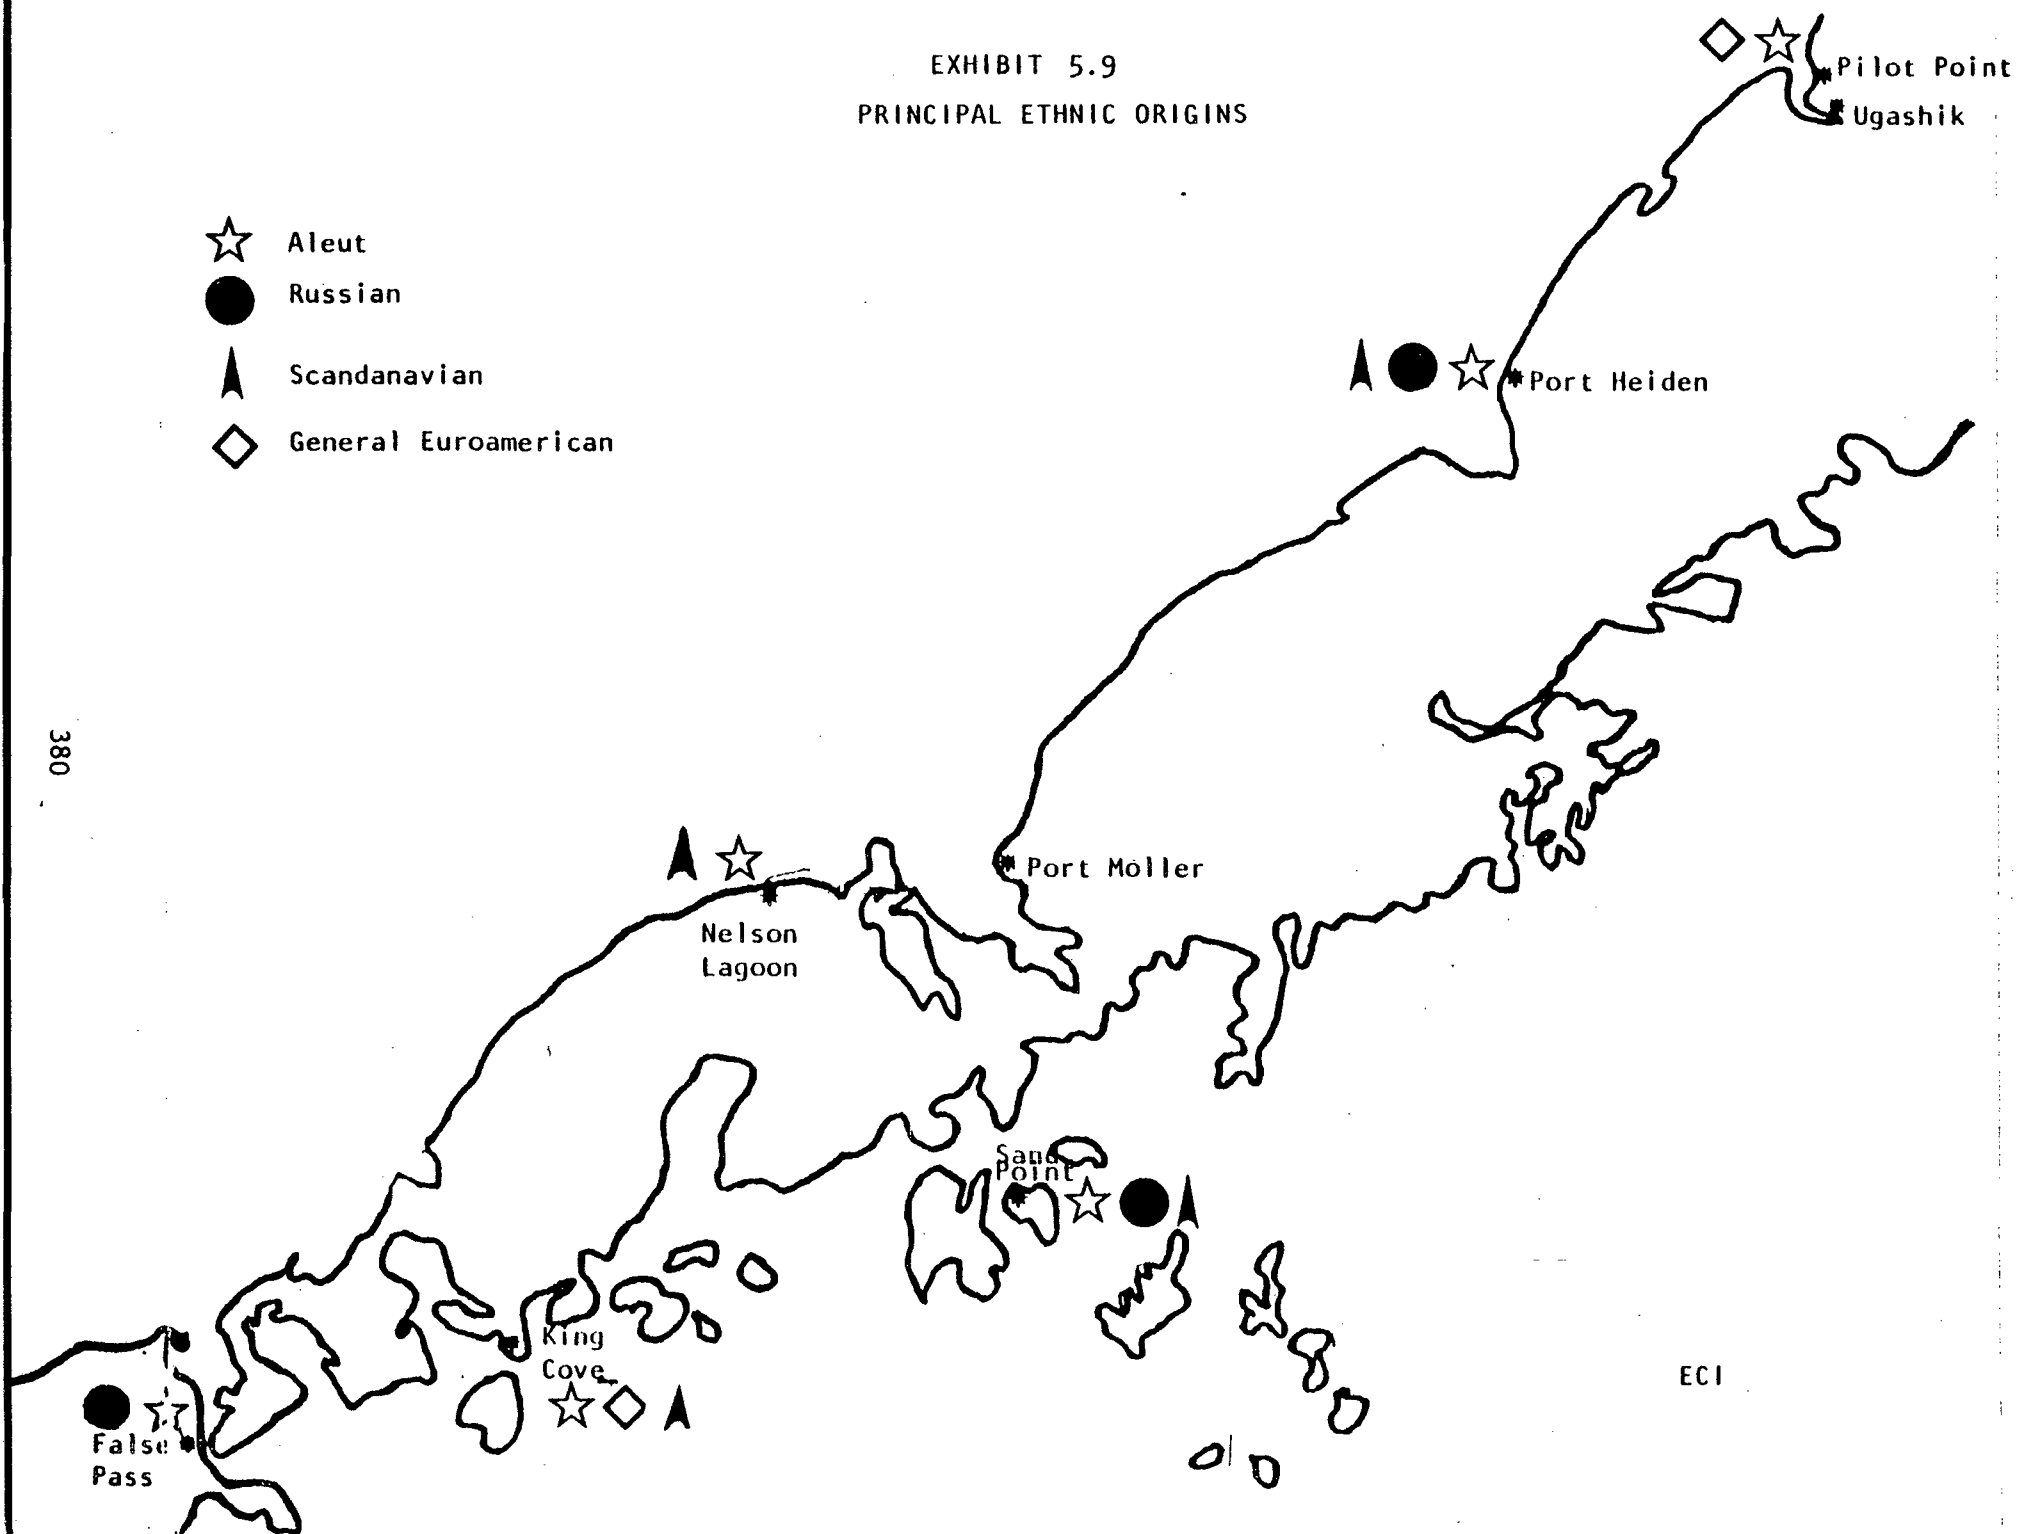 EXHIBIT 5.9
PRINCIPAL ETHNIC ORIGINS
Pilot Point
Ugashik
Aleut
Russian
Scandanavian
General Euroamerican
Port Heiden
380
Port Moller
Nelson
Lagoon
Sand
Point
King
Cove
False
Pass
ECI